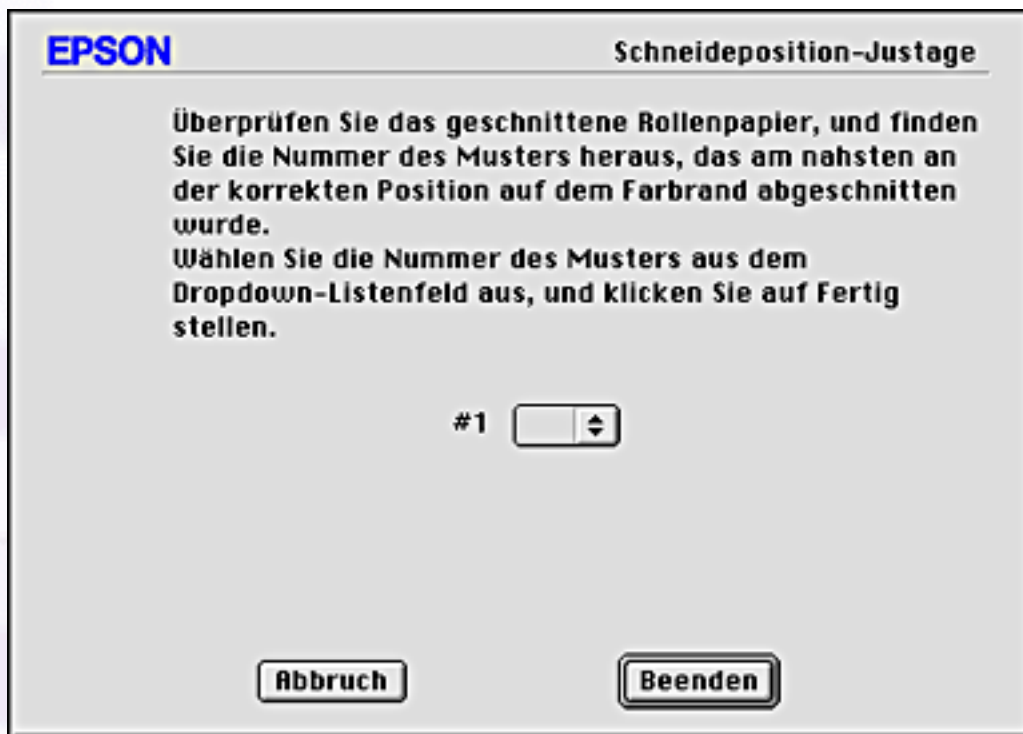 EPSON
Schneideposition-Justage
Überprüfen Sie das geschnittene Rollenpapier, und finden
Sie die Nummer des Musters heraus, das am nahsten an
der korrekten Position auf dem Farbrand abgeschnitten
wurde.
Wählen Sie die Nummer des Musters aus dem
Dropdown-Listenfeld aus, und klicken Sie auf Fertig
stellen.
#1
Abbruch
Beenden